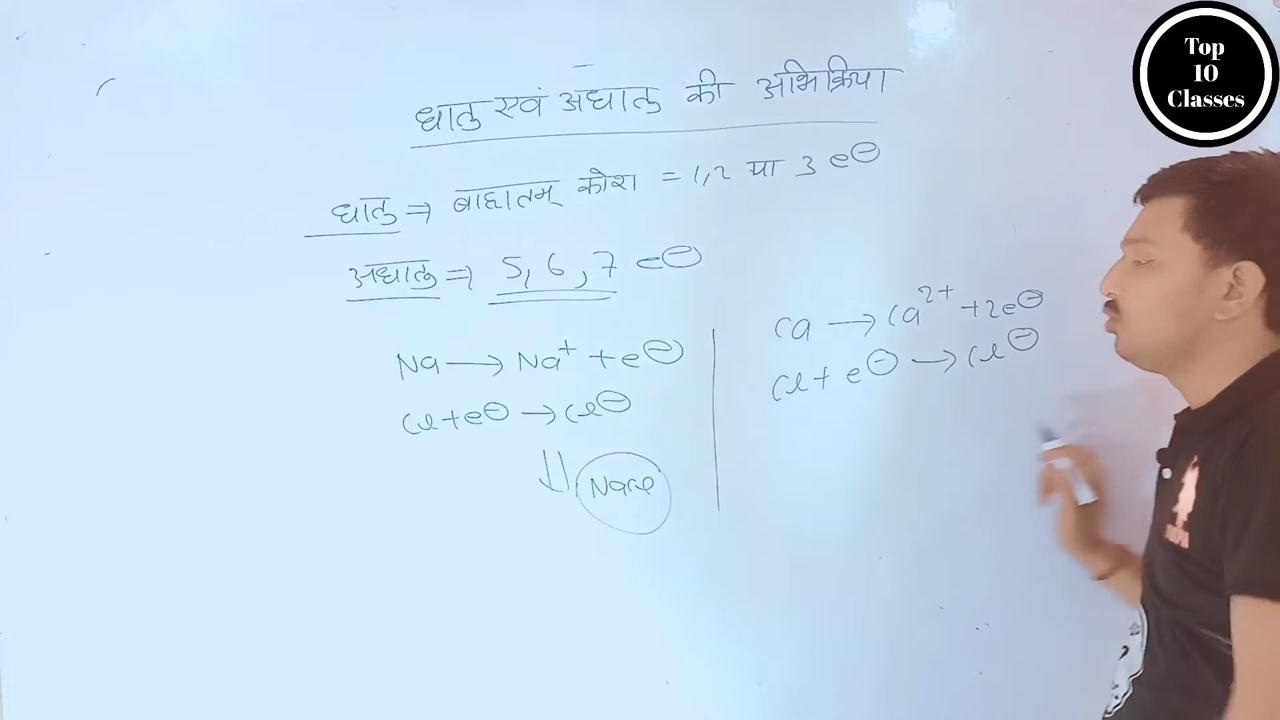 धातु एवं अधातु की अभिक्रिया
धातु ⇒ बाह्यतम् कोश = 1,2 या 3 e⊖
अधातु ⇒ 5, 6, 7 e⊖
Na ⟶ Na⁺ + e⊖
Cl + e⊖ → Cl⊖
⇓ NaCl
Ca ⟶ Ca²⁺ + 2e⊖
Cl + e⊖ ⟶ Cl⊖
Top
10
Classes